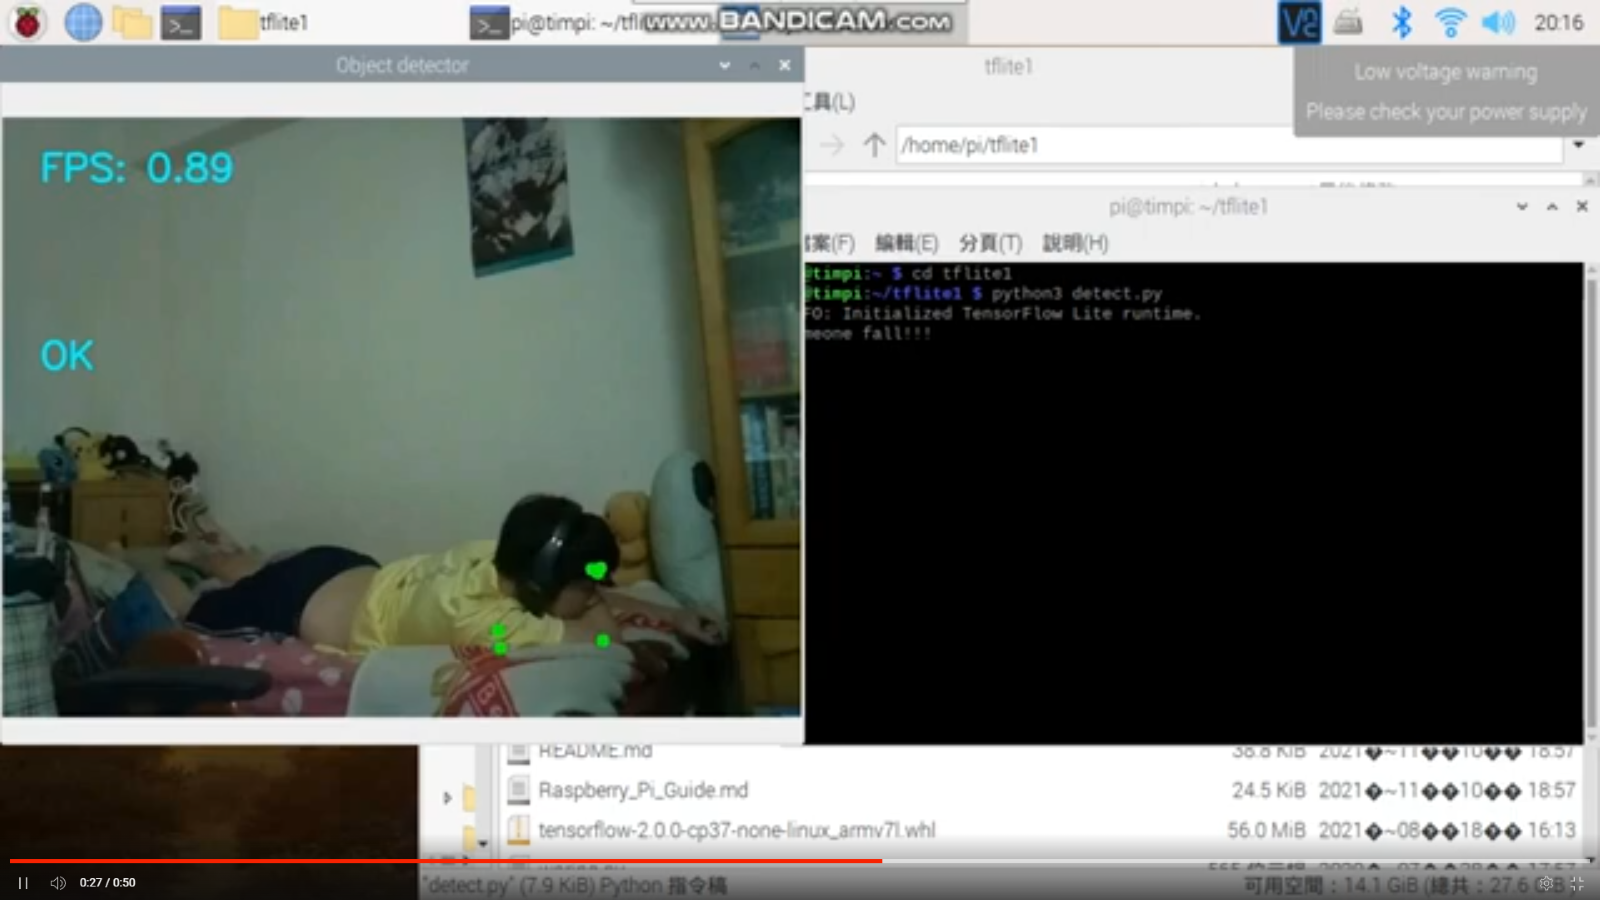 tflite1
pi@timpi: ~/tfli
www.BANDICAM.com
V2
20:16
Object detector
tflite1
Low voltage warning
Please check your power supply
工具(L)
/home/pi/tflite1
FPS: 0.89
OK
pi@timpi: ~/tflite1
檔案(F) 編輯(E) 分頁(T) 說明(H)
@timpi:~ $ cd tflite1
@timpi:~/tflite1 $ python3 detect.py
FO: Initialized TensorFlow Lite runtime.
meone fall!!!
README.md 38.8 KiB 2021�~11��10�� 18:57
Raspberry_Pi_Guide.md 24.5 KiB 2021�~11��10�� 18:57
tensorflow-2.0.0-cp37-none-linux_armv7l.whl 56.0 MiB 2021�~08��18�� 16:13
"detect.py" (7.9 KiB) Python 指令稿 可用空間：14.1 GiB (總共：27.6 GiB)
0:27 / 0:50